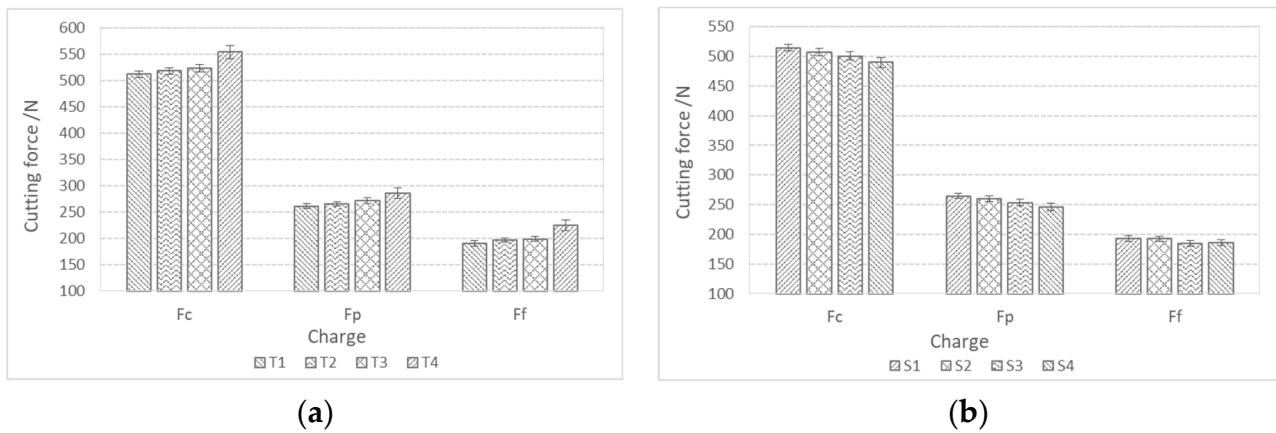 Cutting force /N
600
550
500
450
400
350
300
250
200
150
100
Fc Fp Ff
Charge
T1 T2 T3 T4
(a)
Cutting force /N
550
500
450
400
350
300
250
200
150
100
Fc Fp Ff
Charge
S1 S2 S3 S4
(b)